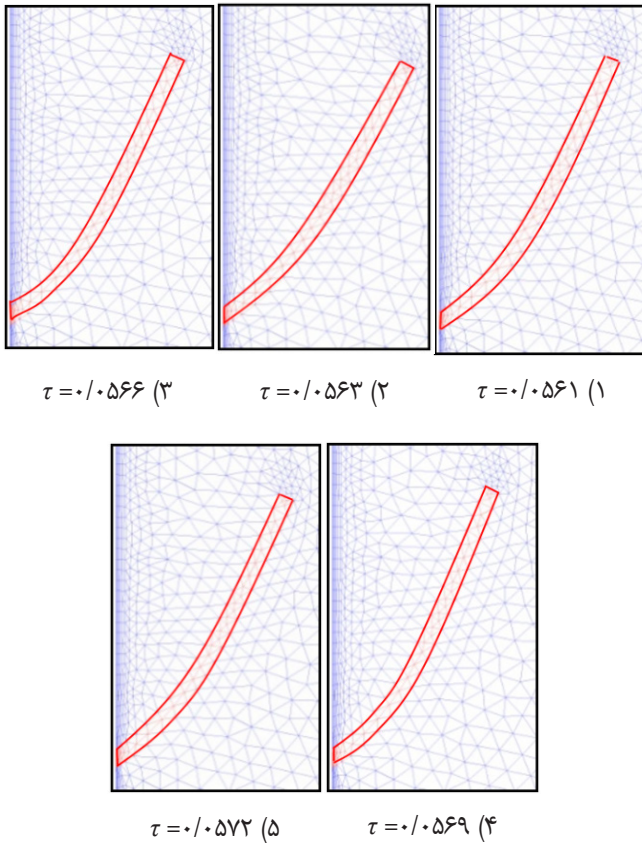 ۱) τ = ۰/۰۵۶۱
۲) τ = ۰/۰۵۶۳
۳) τ = ۰/۰۵۶۶
۴) τ = ۰/۰۵۶۹
۵) τ = ۰/۰۵۷۲